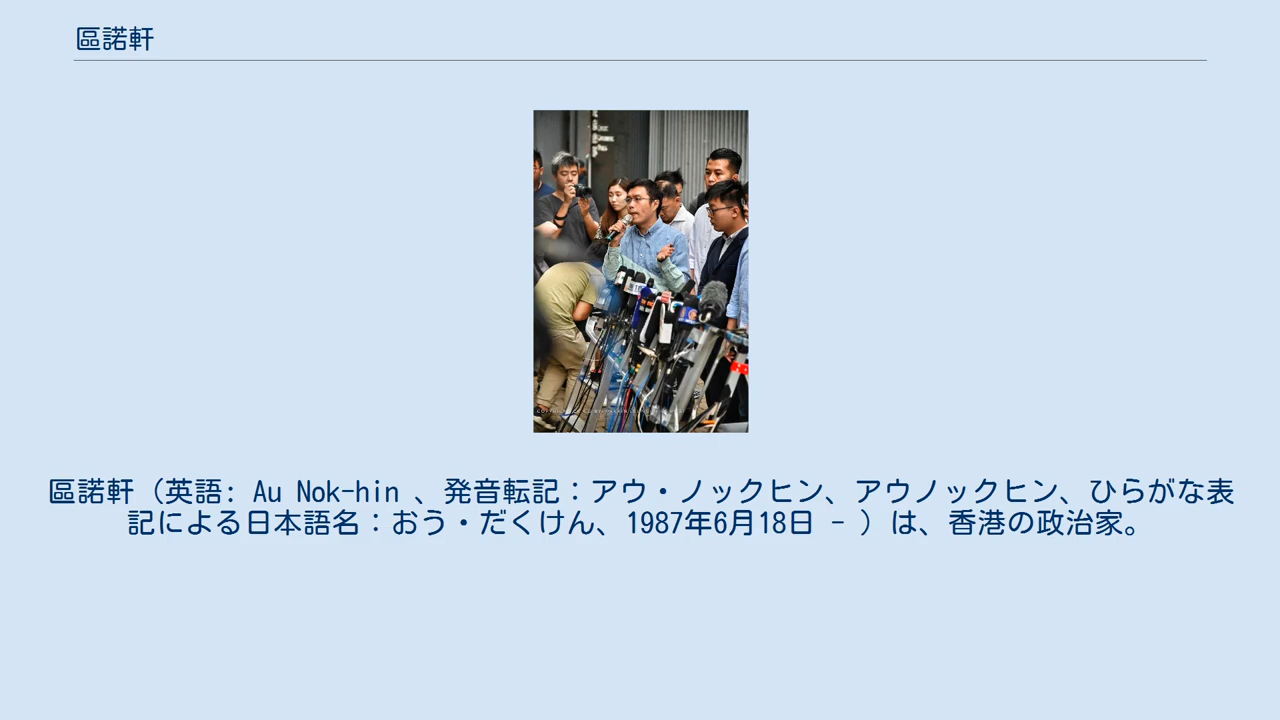 區諾軒
區諾軒（英語: Au Nok-hin 、発音転記：アウ・ノックヒン、アウノックヒン、ひらがな表
記による日本語名：おう・だくけん、1987年6月18日 - ）は、香港の政治家。